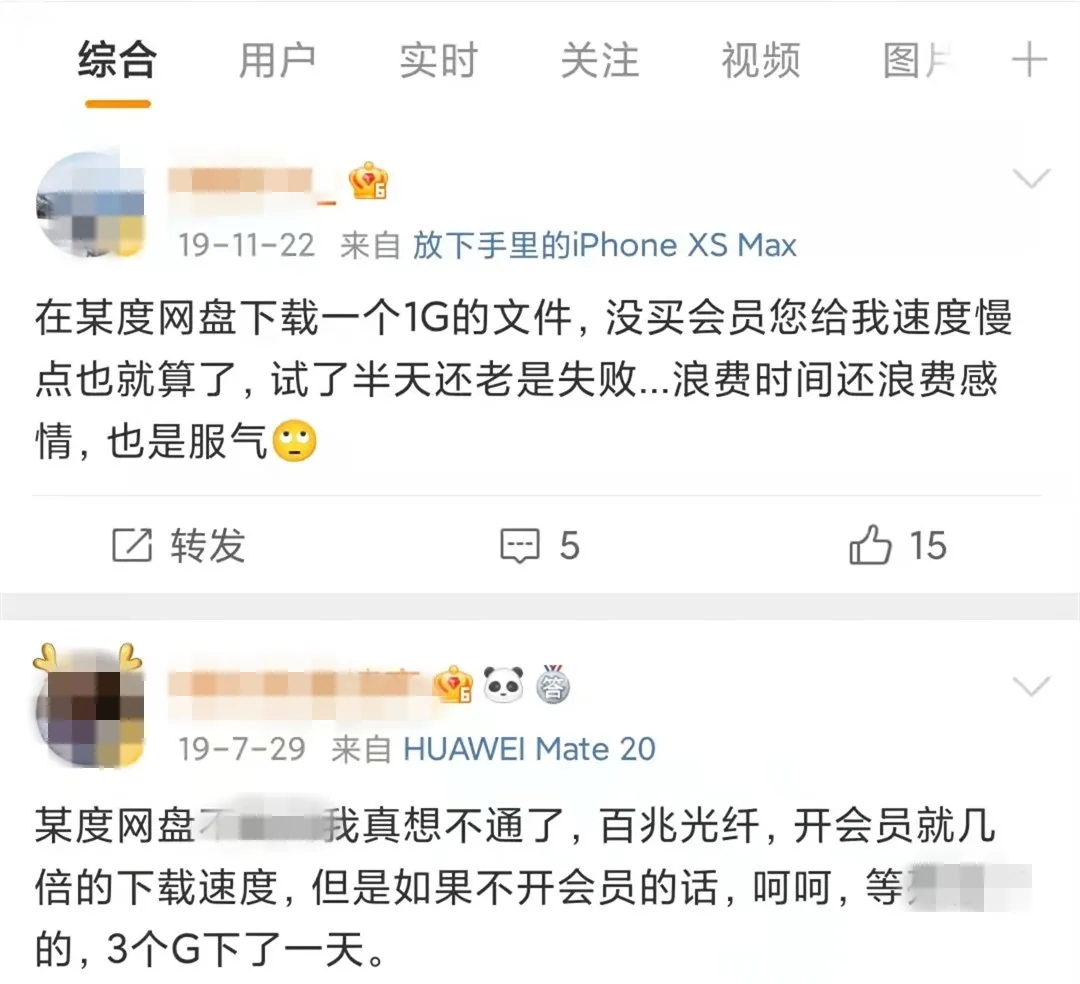 综合 用户 实时 关注 视频 图
19-11-22 来自 放下手里的iPhone XS Max
在某度网盘下载一个1G的文件，没买会员您给我速度慢
点也就算了，试了半天还老是失败...浪费时间还浪费感
情，也是服气
转发 5 15
答
19-7-29 来自 HUAWEI Mate 20
某度网盘 我真想不通了，百兆光纤，开会员就几
倍的下载速度，但是如果不开会员的话，呵呵，等
的，3个G下了一天。